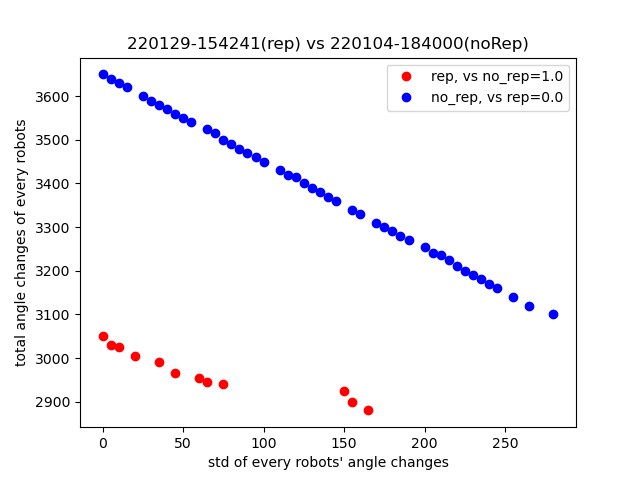 220129-154241(rep) vs 220104-184000(noRep)
rep, vs no_rep=1.0
no_rep, vs rep=0.0
total angle changes of every robots
3600
3500
3400
3300
3200
3100
3000
2900
0 50 100 150 200 250
std of every robots' angle changes